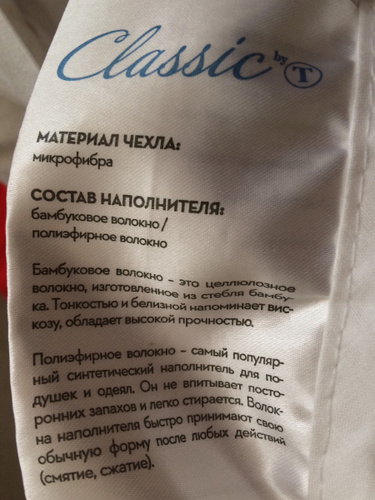 Classic by T
МАТЕРИАЛ ЧЕХЛА:
микрофибра
СОСТАВ НАПОЛНИТЕЛЯ:
бамбуковое волокно/
полиэфирное волокно
Бамбуковое волокно – это целлюлозное
волокно, изготовленное из стебля бамбу-
ка. Тонкостью и белизной напоминает вис-
козу, обладает высокой прочностью.
Полиэфирное волокно – самый популяр-
ный синтетический наполнитель для по-
душек и одеял. Он не впитывает посто-
ронних запахов и легко стирается. Волок-
на наполнителя быстро принимают свою
обычную форму после любых действий
(смятие, сжатие).